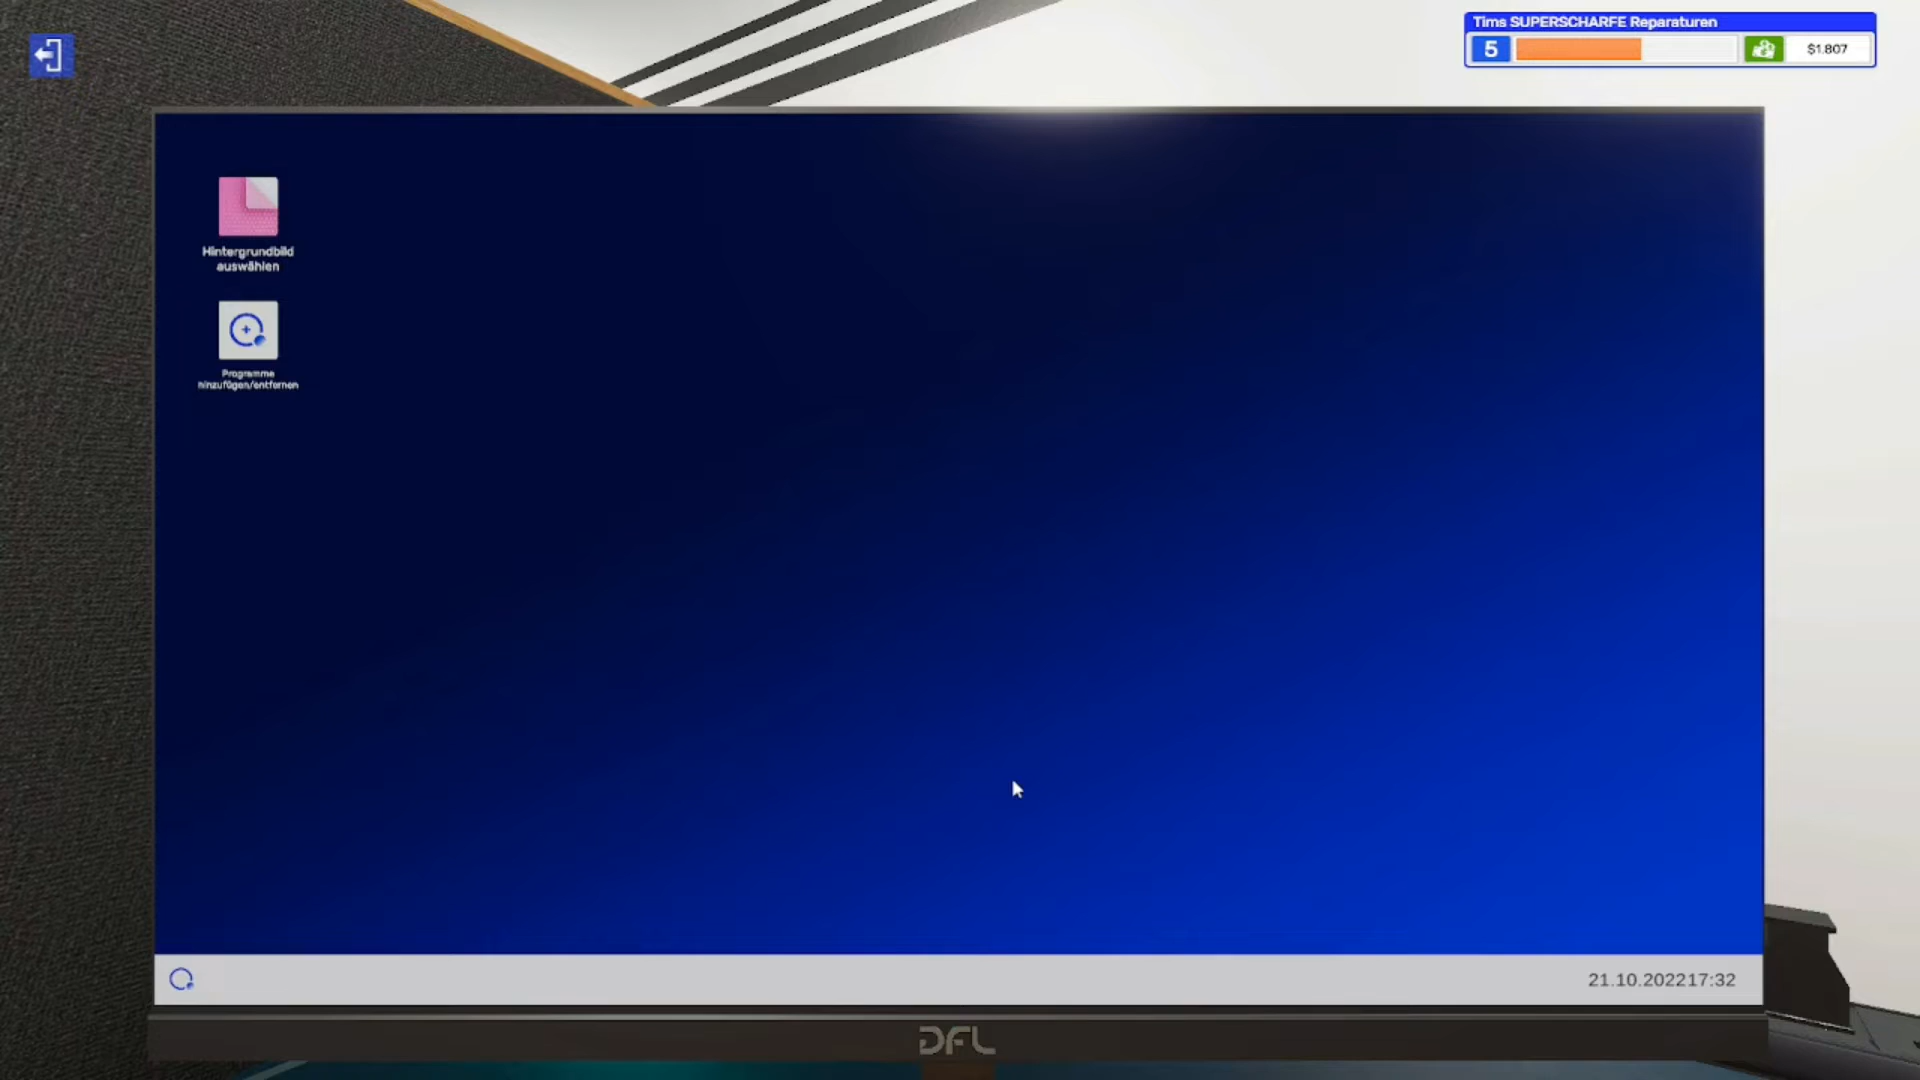 Tims SUPERSCHARFE Reparaturen
5
$1.807
Hintergrundbild
auswählen
Programme
hinzufügen/entfernen
21.10.202217:32
DFL